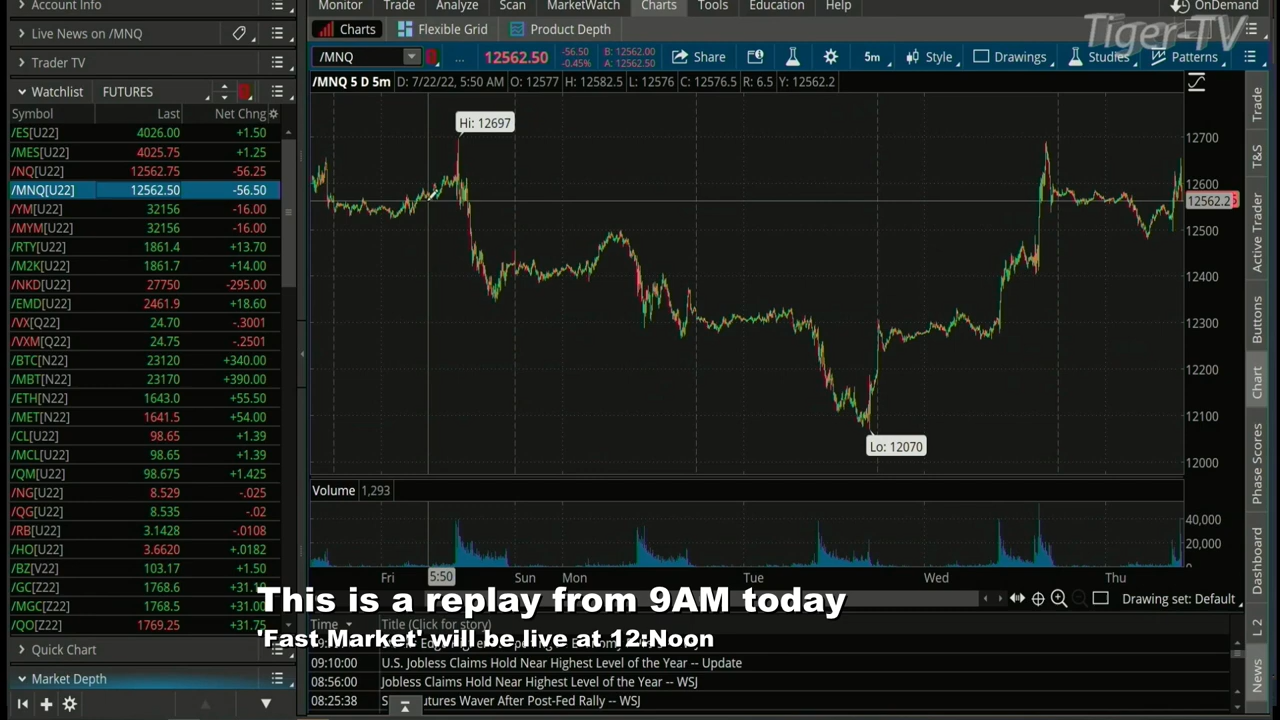 Account Info
Monitor Trade Analyze Scan MarketWatch Charts Tools Education Help OnDemand
Live News on /MNQ
Charts Flexible Grid Product Depth
Tiger-TV
Trader TV
/MNQ ... 12562.50 -56.50 -0.45% B: 12562.00 A: 12562.50 Share 5m Style Drawings Studies Patterns
Watchlist FUTURES
/MNQ 5 D 5m D: 7/22/22, 5:50 AM O: 12577 H: 12582.5 L: 12576 C: 12576.5 R: 6.5 Y: 12562.2
Symbol Last Net Chng
/ES[U22] 4026.00 +1.50
/MES[U22] 4025.75 +1.25
/NQ[U22] 12562.75 -56.25
/MNQ[U22] 12562.50 -56.50
/YM[U22] 32156 -16.00
/MYM[U22] 32156 -16.00
/RTY[U22] 1861.4 +13.70
/M2K[U22] 1861.7 +14.00
/NKD[U22] 27750 -295.00
/EMD[U22] 2461.9 +18.60
/VX[Q22] 24.70 -.3001
/VXM[Q22] 24.75 -.2501
/BTC[N22] 23120 +340.00
/MBT[N22] 23170 +390.00
/ETH[N22] 1643.0 +55.50
/MET[N22] 1641.5 +54.00
/CL[U22] 98.65 +1.39
/MCL[U22] 98.65 +1.39
/QM[U22] 98.675 +1.425
/NG[U22] 8.529 -.025
/QG[U22] 8.535 -.02
/RB[U22] 3.1428 -.0108
/HO[U22] 3.6620 +.0182
/BZ[V22] 103.17 +1.50
/GC[Z22] 1768.6
/MGC[Z22] 1768.5
/QO[Z22] 1769.25 +31.75
Quick Chart
Market Depth
Hi: 12697
Lo: 12070
12700
12600
12562.2
12500
12400
12300
12200
12100
12000
Volume 1,293
40,000
20,000
Fri 5:50 Sun Mon Tue Wed Thu
Drawing set: Default
This is a replay from 9AM today
'Fast Market' will be live at 12:Noon
Time Title (Click for story)
09:10:00 U.S. Jobless Claims Hold Near Highest Level of the Year -- Update
08:56:00 Jobless Claims Hold Near Highest Level of the Year -- WSJ
08:25:38 Futures Waver After Post-Fed Rally -- WSJ
Trade
T&S
Active Trader
Buttons
Chart
Phase Scores
Dashboard
L 2
News